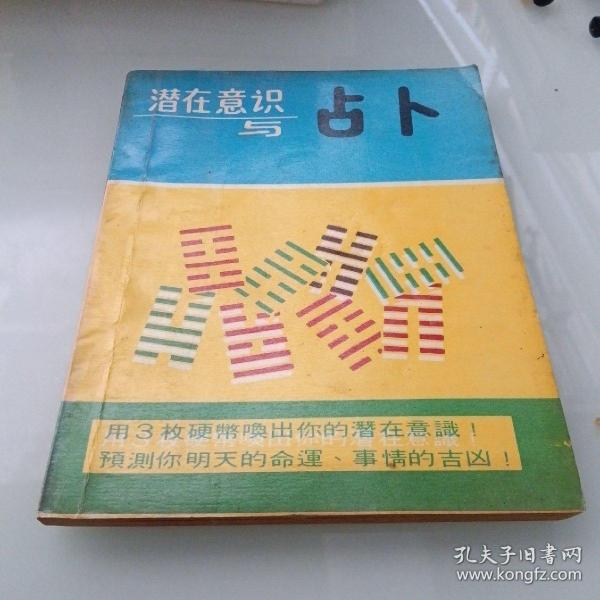 潜在意识
与 占卜
用3枚硬幣喚出你的潛在意識！
預測你明天的命運、事情的吉凶！
孔夫子旧书网
www.kongfz.com